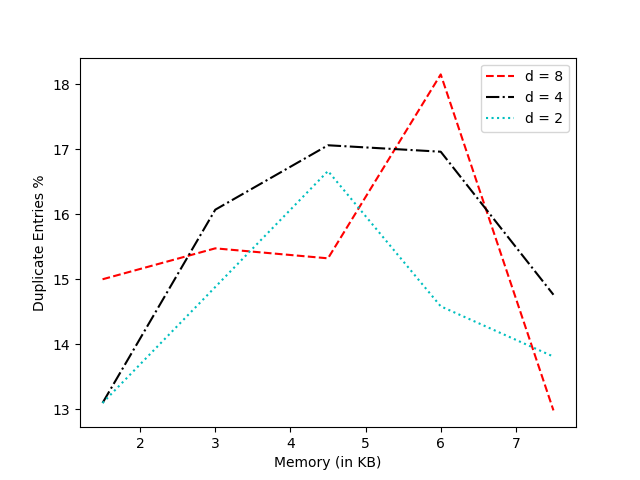 d = 8
d = 4
d = 2
18
17
16
15
14
13
Duplicate Entries %
2 3 4 5 6 7
Memory (in KB)